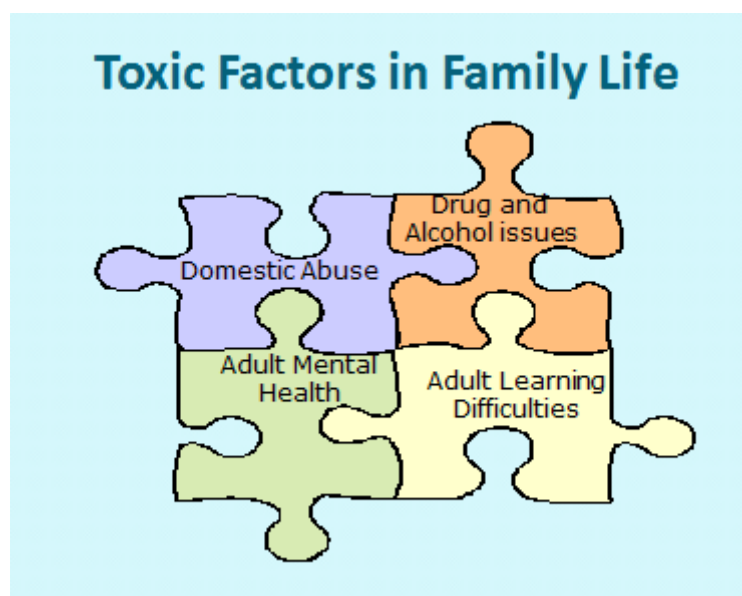 Toxic Factors in Family Life
Drug and
Alcohol issues
Domestic Abuse
Adult Mental
Health
Adult Learning
Difficulties